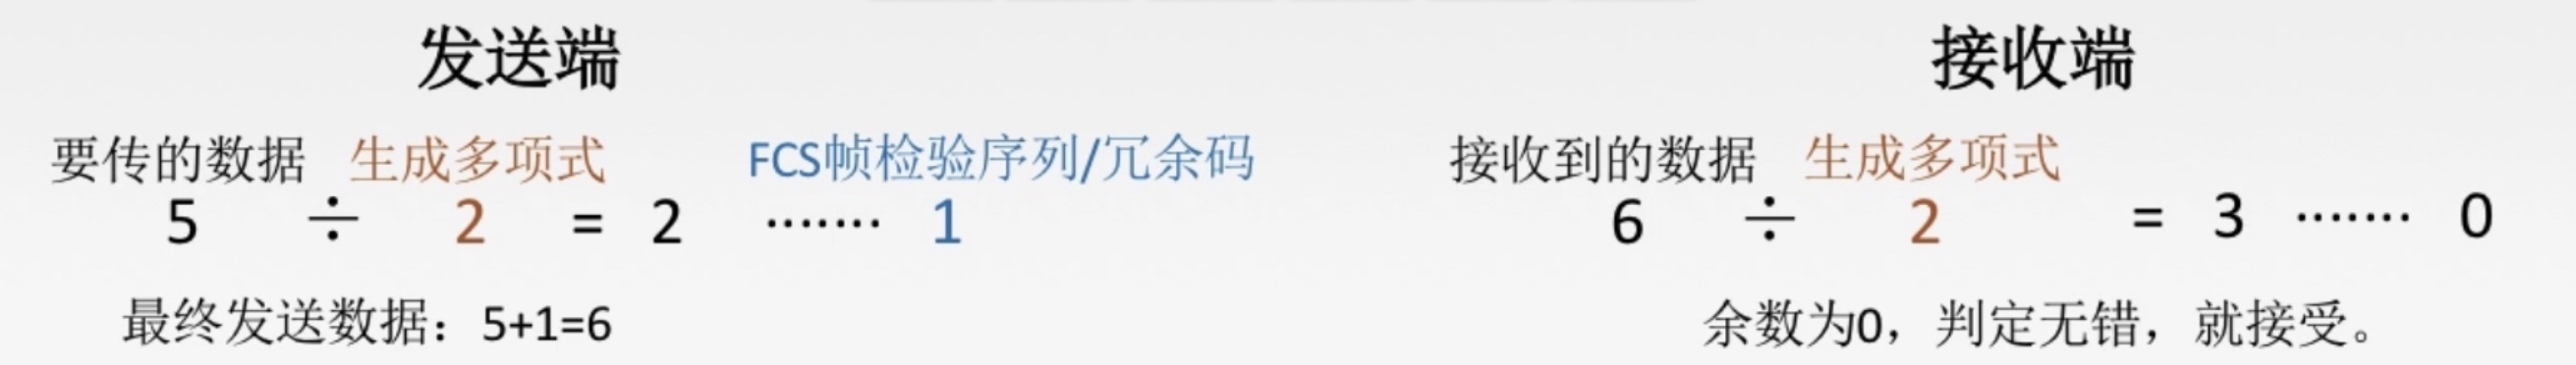 发送端
要传的数据 生成多项式 FCS帧检验序列/冗余码
5 ÷ 2 = 2 ······· 1
最终发送数据：5+1=6
接收端
接收到的数据 生成多项式
6 ÷ 2 = 3 ······· 0
余数为0，判定无错，就接受。